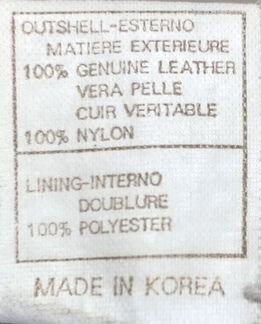 OUTSHELL-ESTERNO
MATIERE EXTERIEURE
100% GENUINE LEATHER
VERA PELLE
CUIR VERITABLE
100% NYLON
LINING-INTERNO
DOUBLURE
100% POLYESTER
MADE IN KOREA